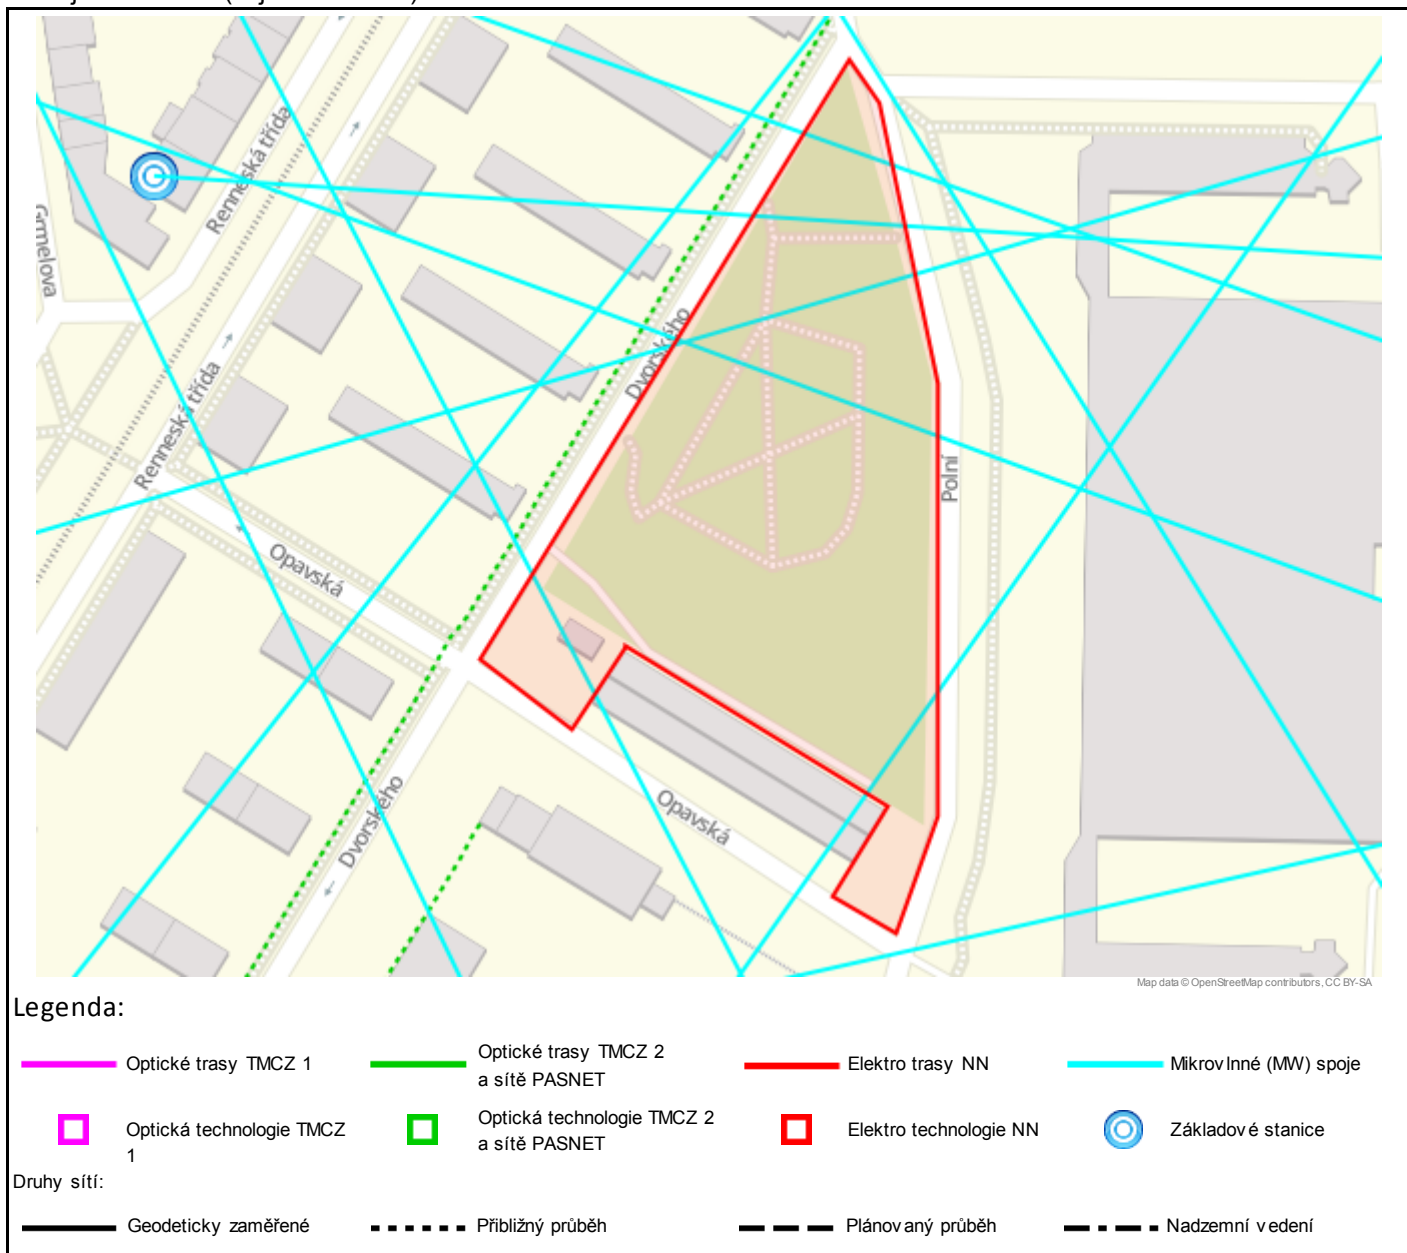 Renneská třída
Grmelova
Dvorského
Renneská třída
Polní
Opavská
Opavská
Dvorského
Map data © OpenStreetMap contributors, CC BY-SA
Legenda:
Optické trasy TMCZ 1
Optické trasy TMCZ 2
a sítě PASNET
Elektro trasy NN
Mikrovlnné (MW) spoje
Optická technologie TMCZ
1
Optická technologie TMCZ 2
a sítě PASNET
Elektro technologie NN
Základové stanice
Druhy sítí:
Geodeticky zaměřené
Přibližný průběh
Plánovaný průběh
Nadzemní vedení